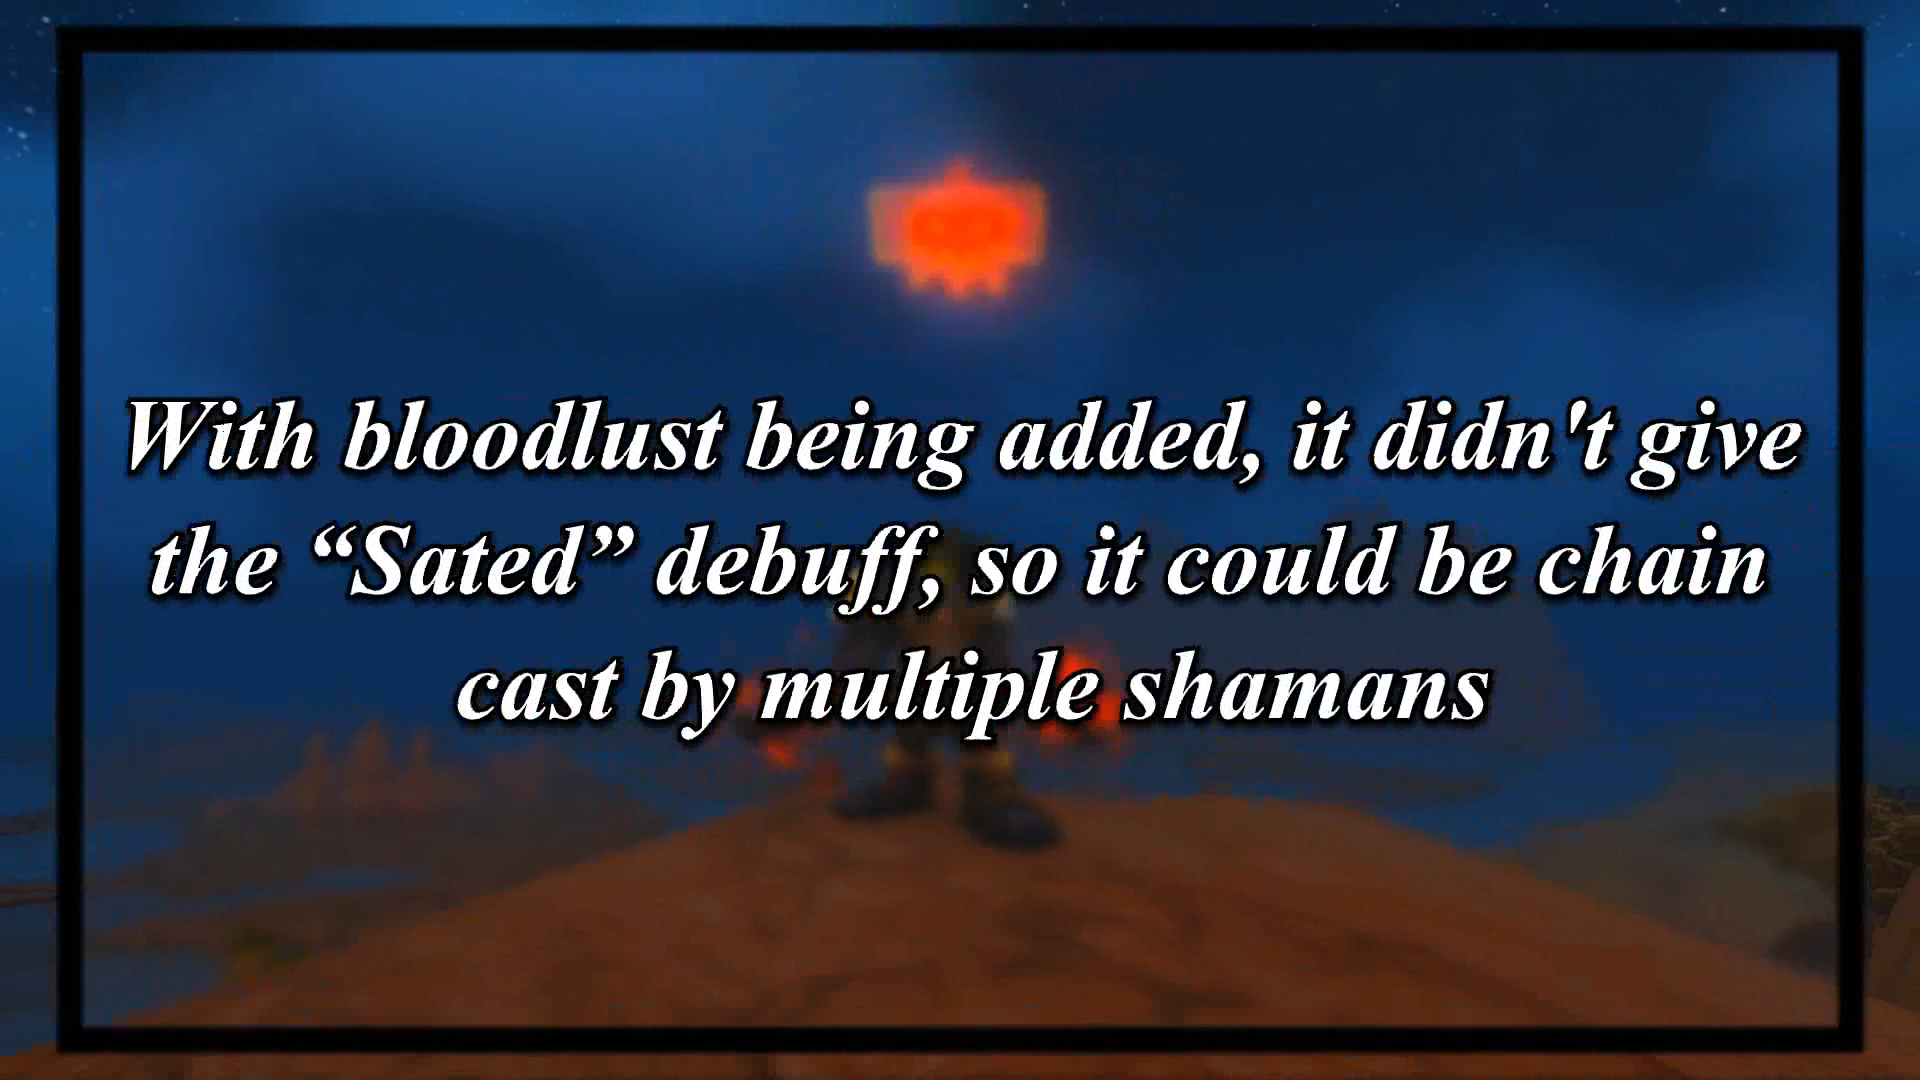 With bloodlust being added, it didn't give
the “Sated” debuff, so it could be chain
cast by multiple shamans